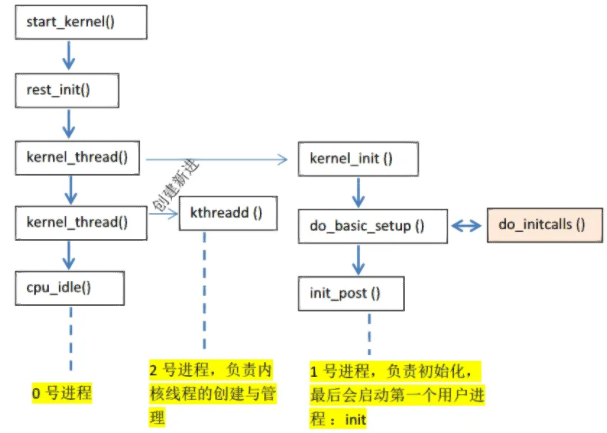 start_kernel()
rest_init()
kernel_thread()
kernel_init ()
创建新进
kernel_thread()
kthreadd ()
do_basic_setup ()
do_initcalls ()
cpu_idle()
init_post ()
0 号进程
2 号进程，负责内
核线程的创建与管
理
1 号进程，负责初始化，
最后会启动第一个用户进
程：init